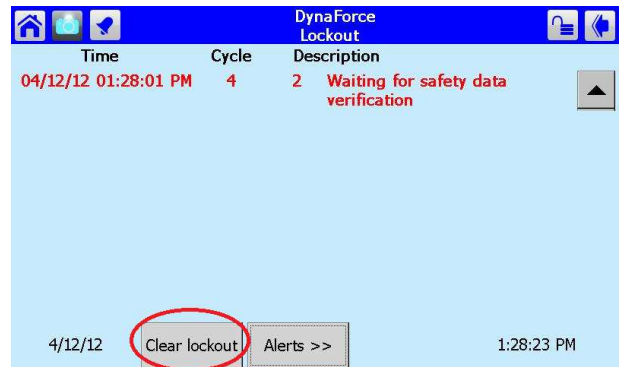 DynaForce
Lockout
Time Cycle Description
04/12/12 01:28:01 PM 4 2 Waiting for safety data
verification
4/12/12 Clear lockout Alerts >> 1:28:23 PM